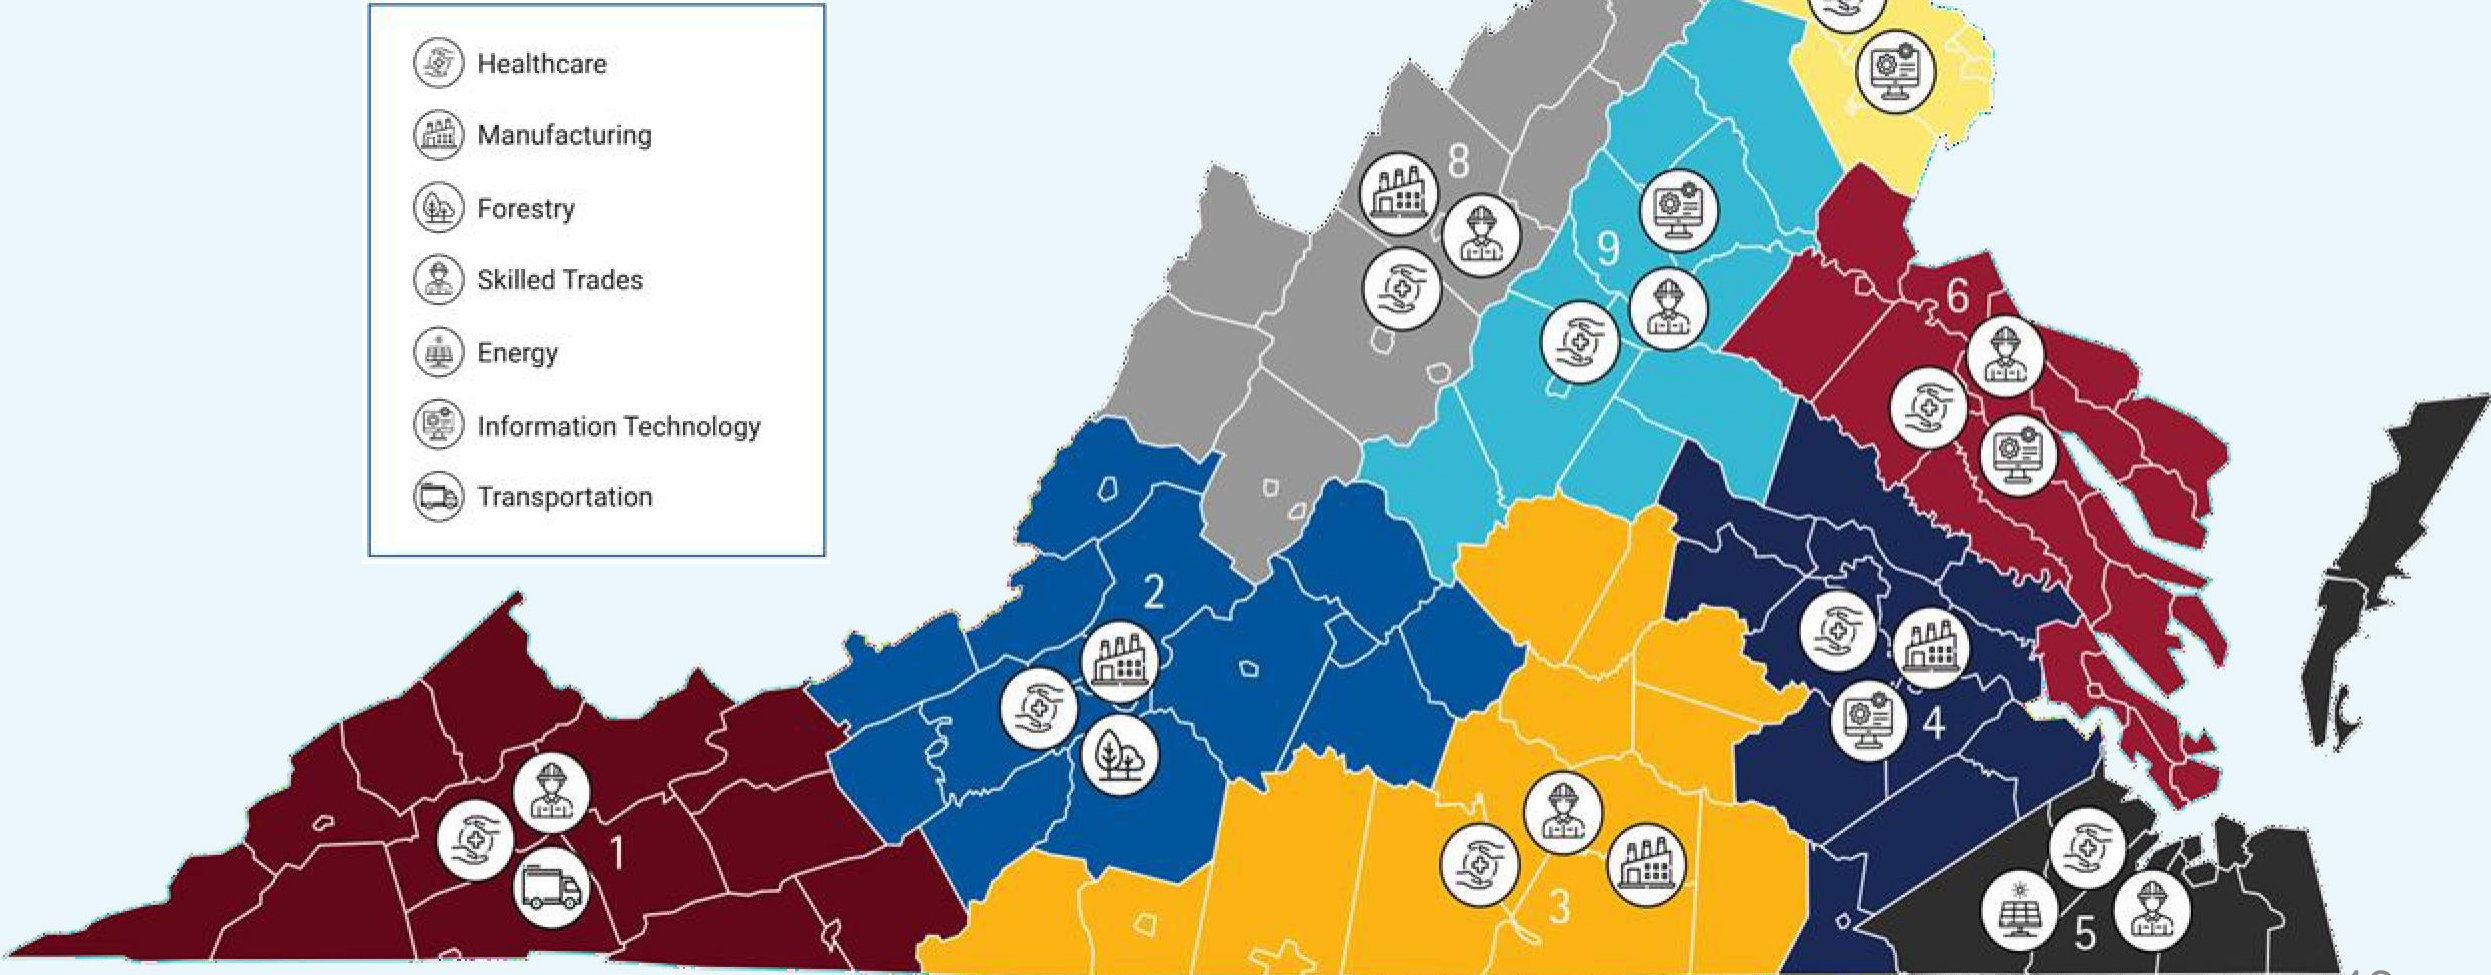 Healthcare
Manufacturing
Forestry
Skilled Trades
Energy
Information Technology
Transportation
8
9
6
2
4
1
3
5